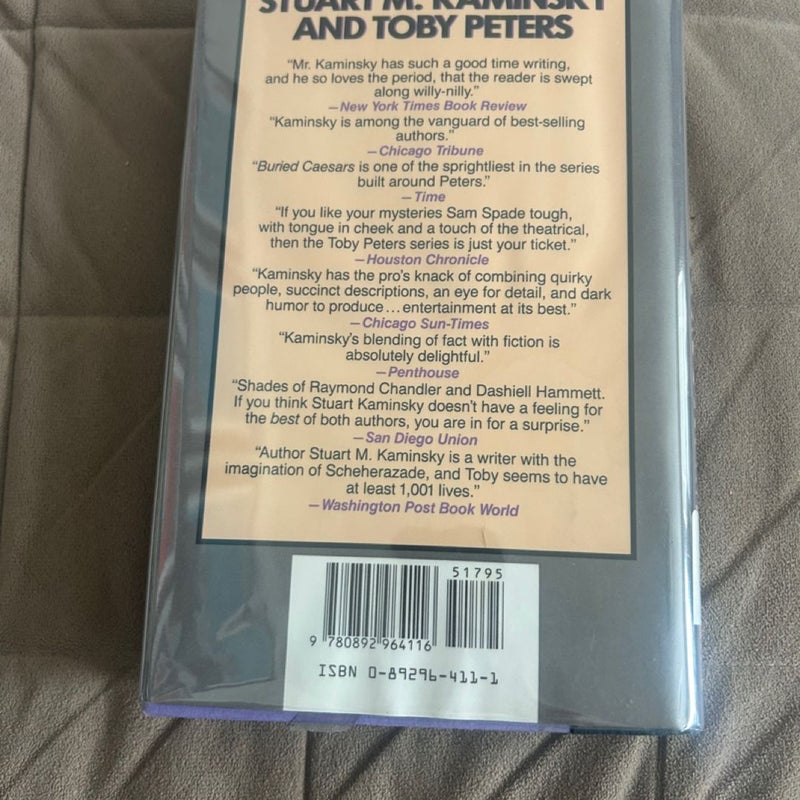 STUART M. KAMINSKY
AND TOBY PETERS
“Mr. Kaminsky has such a good time writing,
and he so loves the period, that the reader is swept
along willy-nilly.”
—New York Times Book Review
“Kaminsky is among the vanguard of best-selling
authors.”
—Chicago Tribune
“Buried Caesars is one of the sprightliest in the series
built around Peters.”
—Time
“If you like your mysteries Sam Spade tough,
with tongue in cheek and a touch of the theatrical,
then the Toby Peters series is just your ticket.”
—Houston Chronicle
“Kaminsky has the pro’s knack of combining quirky
people, succinct descriptions, an eye for detail, and dark
humor to produce...entertainment at its best.”
—Chicago Sun-Times
“Kaminsky’s blending of fact with fiction is
absolutely delightful.”
—Penthouse
“Shades of Raymond Chandler and Dashiell Hammett.
If you think Stuart Kaminsky doesn’t have a feeling for
the best of both authors, you are in for a surprise.”
—San Diego Union
“Author Stuart M. Kaminsky is a writer with the
imagination of Scheherazade, and Toby seems to have
at least 1,001 lives.”
—Washington Post Book World
51795
9 780892 964116
ISBN 0-89296-411-1